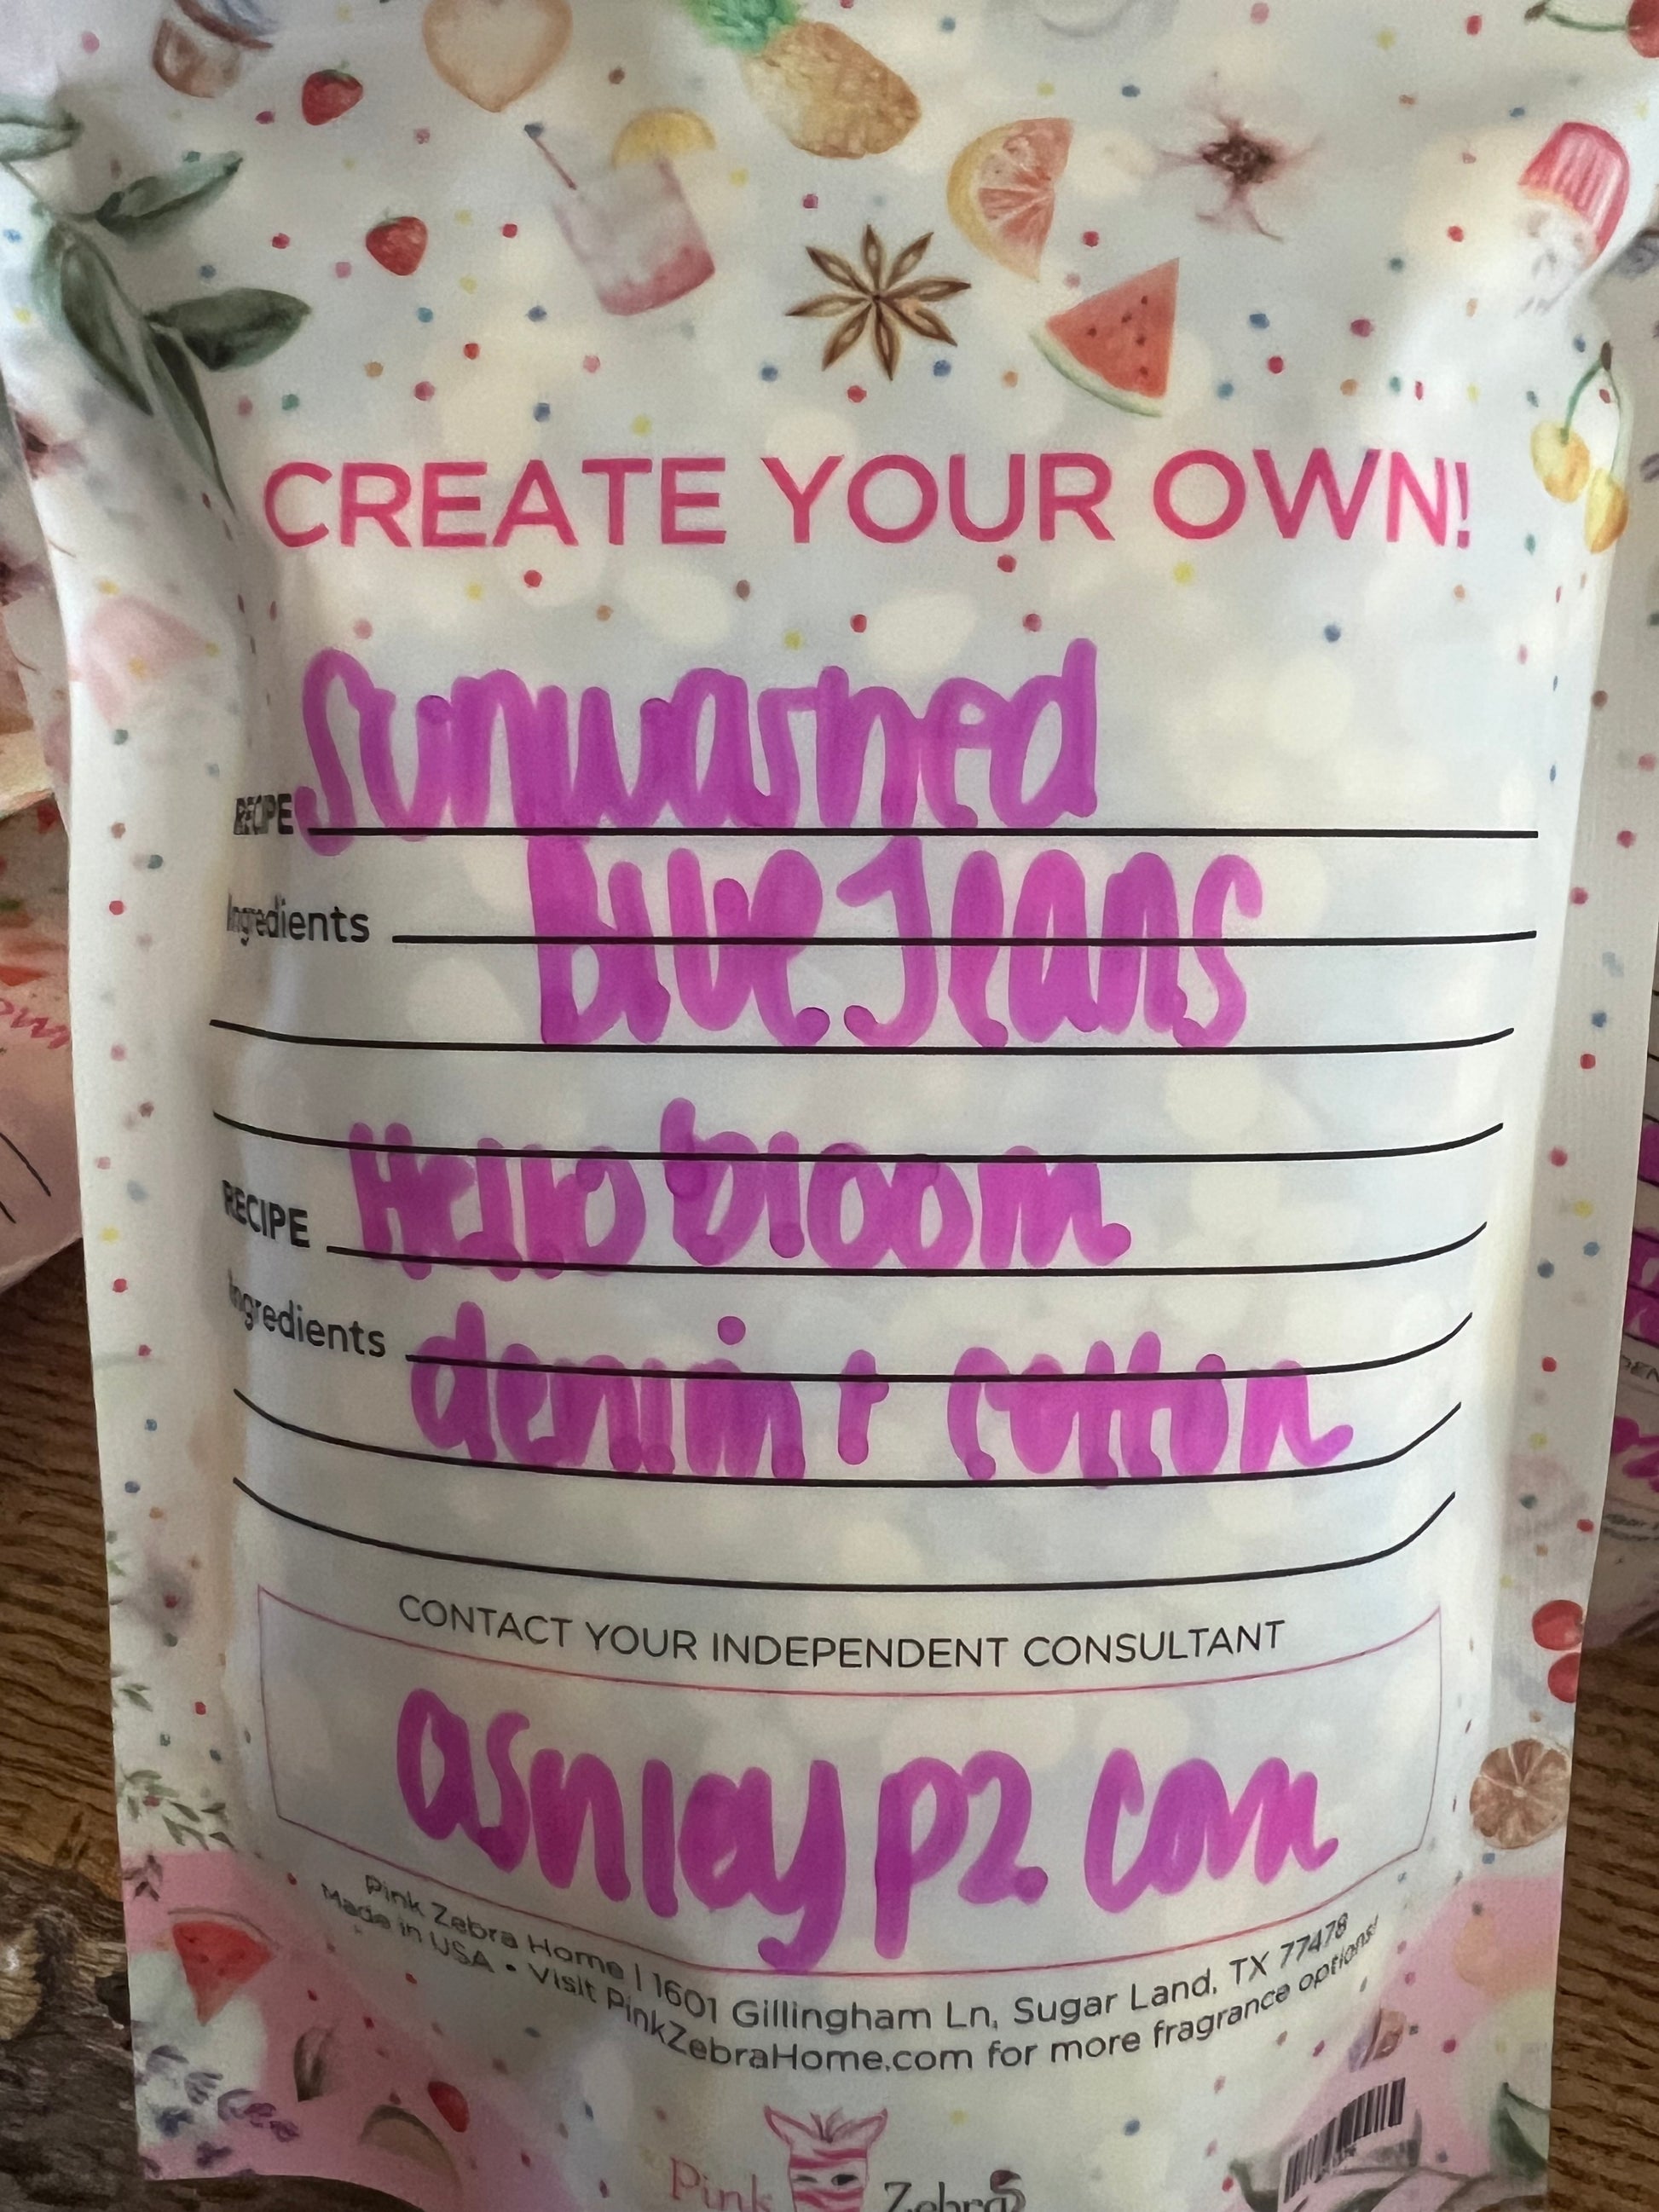 CREATE YOUR OWN!
RECIPE Sunwashed
Ingredients Blue Jeans
RECIPE Hello bloom
Ingredients denim + cotton
CONTACT YOUR INDEPENDENT CONSULTANT
ashleypz.com
Pink Zebra Home | 1601 Gillingham Ln, Sugar Land, TX 77478
Made in USA • Visit PinkZebraHome.com for more fragrance options!
Pink Zebra